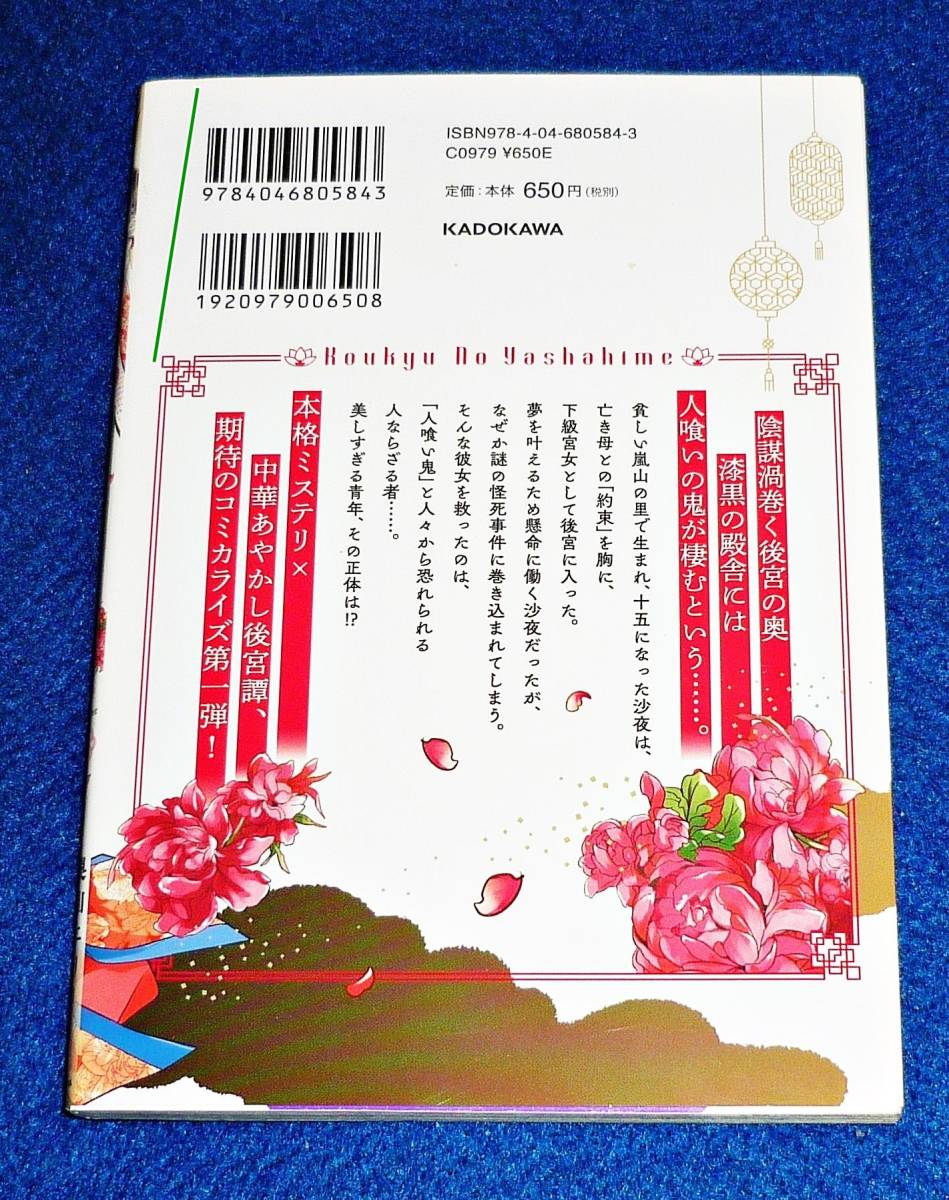 9784046805843
ISBN978-4-04-680584-3
C0979 ¥650E
定価：本体 650円（税別）
KADOKAWA
1920979006508
Koukyu No Yashahime
陰謀渦巻く後宮の奥
漆黒の殿舎には
人喰いの鬼が棲むという……。
貧しい嵐山の里で生まれ、十五になった沙夜は、
亡き母との「約束」を胸に、
下級宮女として後宮に入った。
夢を叶えるため懸命に働く沙夜だったが、
なぜか謎の怪死事件に巻き込まれてしまう。
そんな彼女を救ったのは、
「人喰い鬼」と人々から恐れられる
人ならざる者……。
美しすぎる青年、その正体は!?
本格ミステリ×
中華あやかし後宮譚、
期待のコミカライズ第一弾！